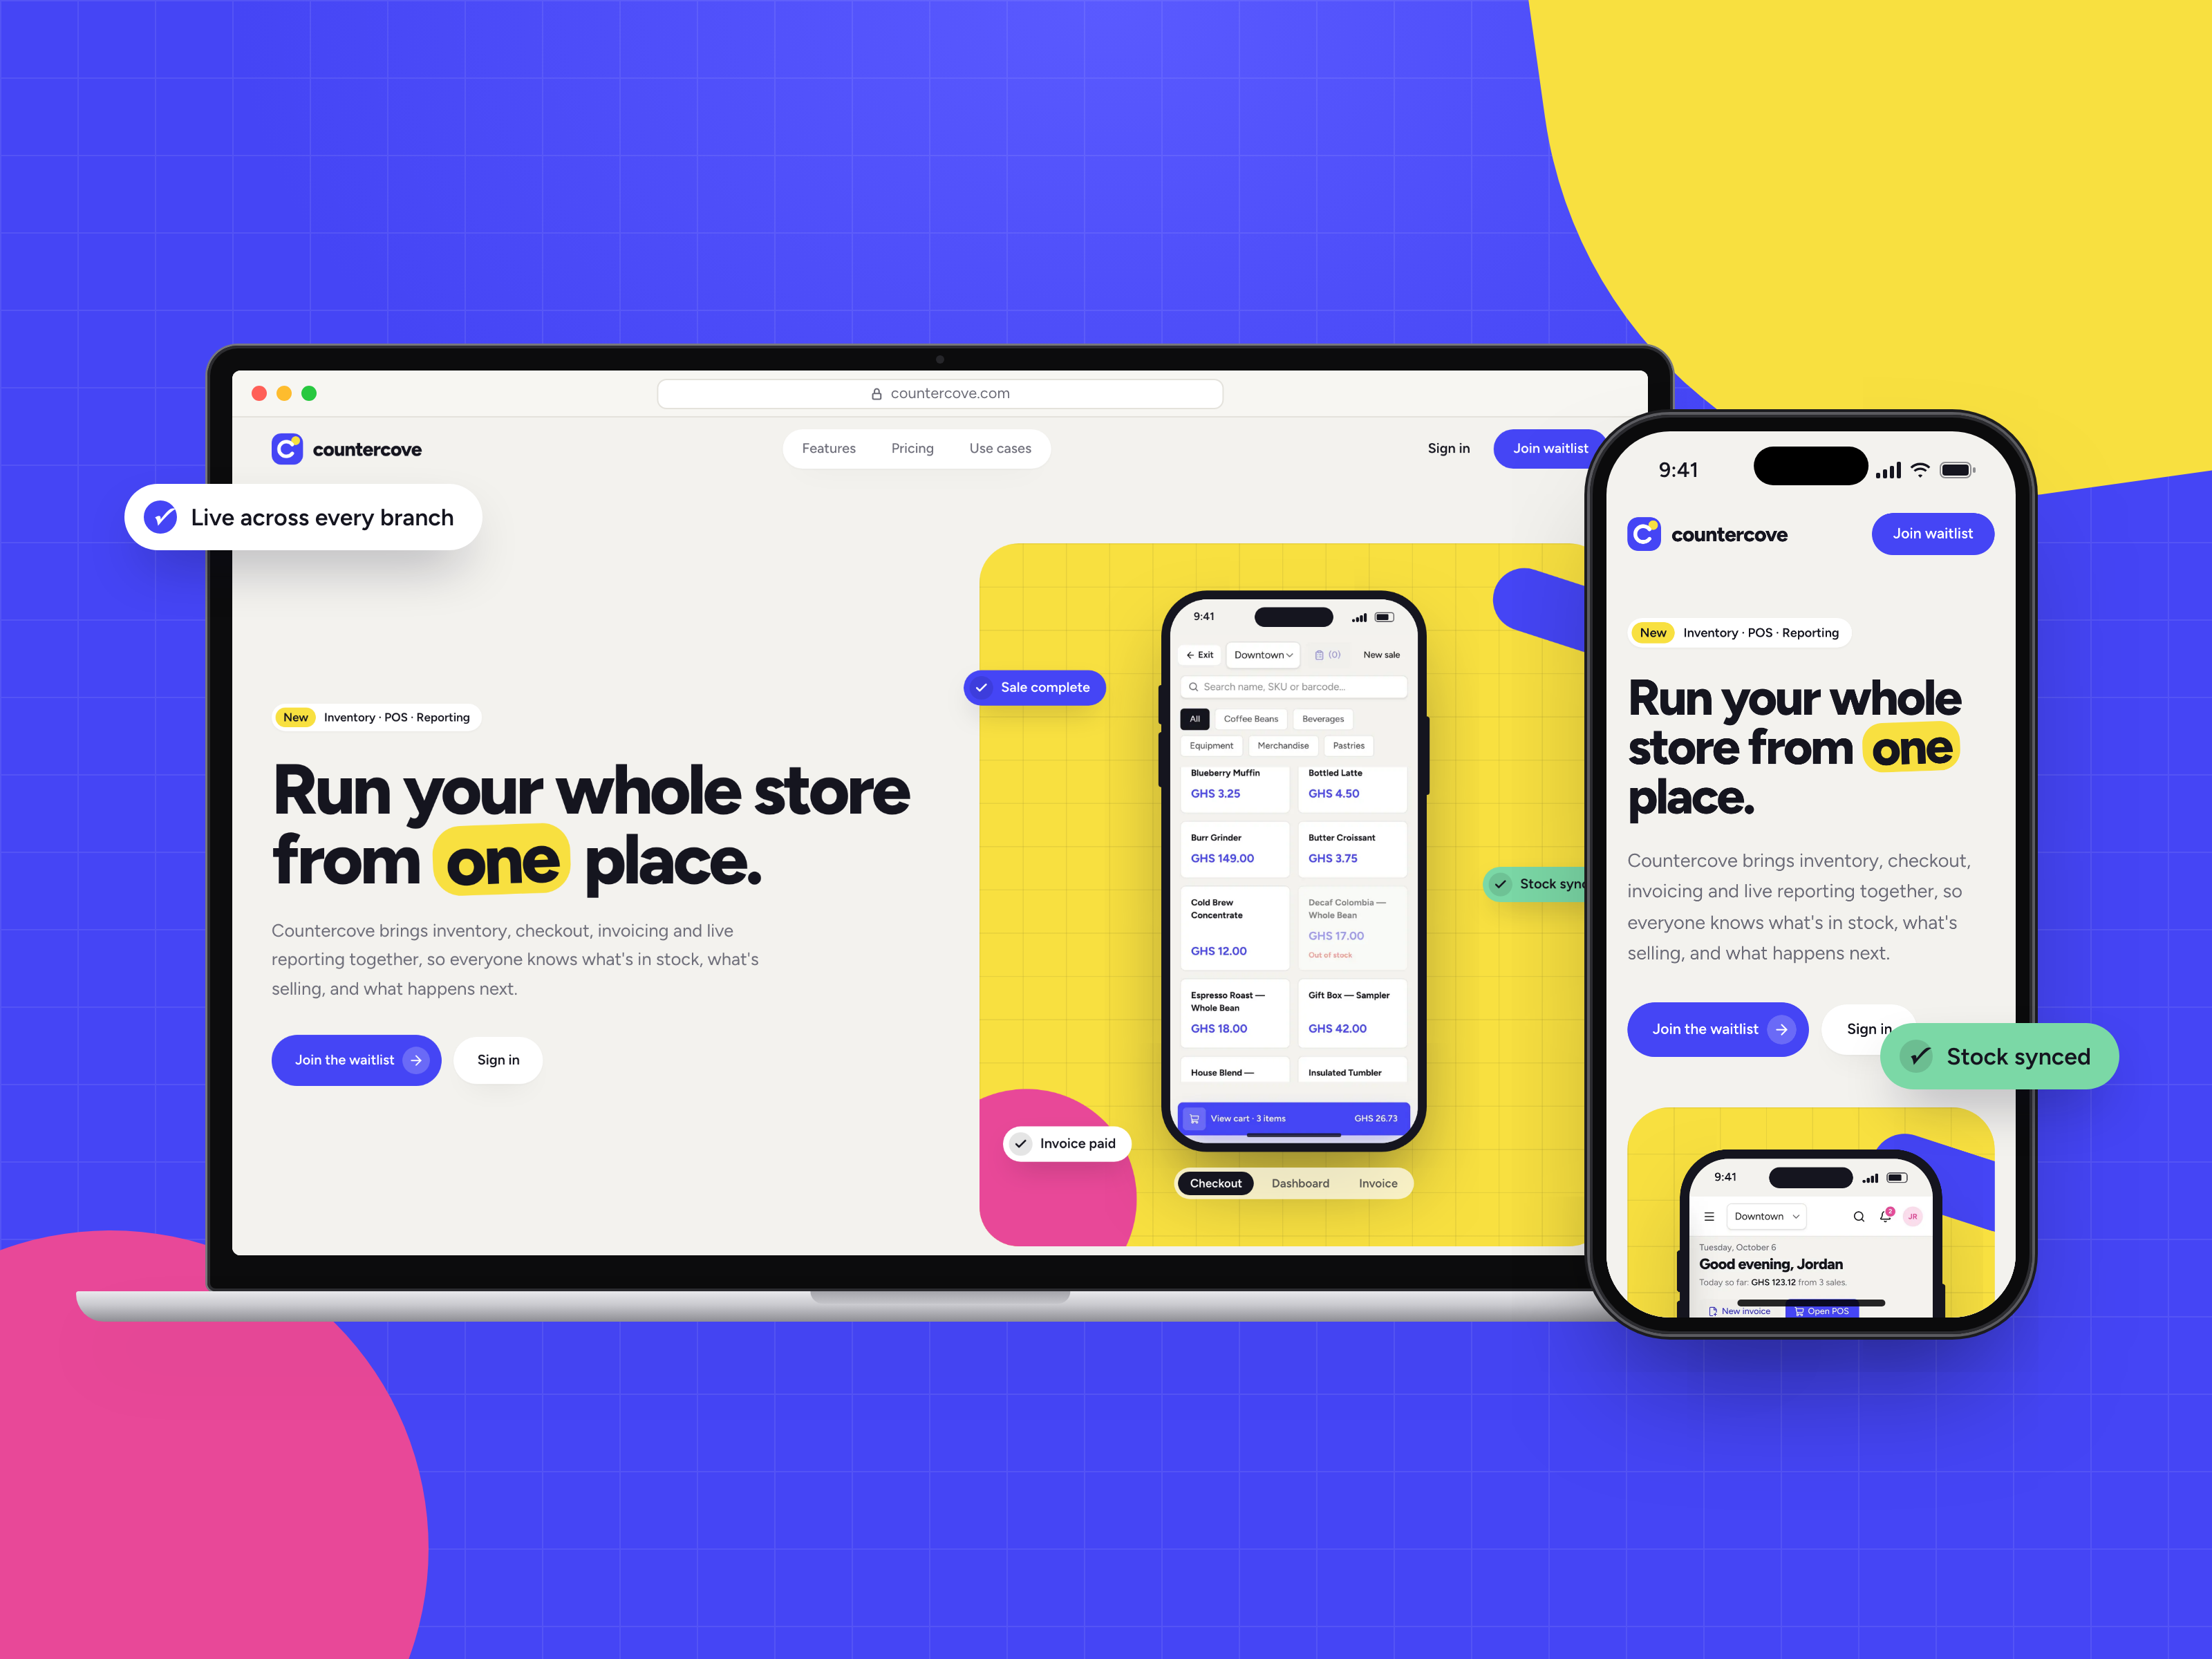 countercove.com
countercove
Features Pricing Use cases
Sign in
Join waitlist
Live across every branch
New Inventory · POS · Reporting
Run your whole store
from one place.
Countercove brings inventory, checkout, invoicing and live
reporting together, so everyone knows what's in stock, what's
selling, and what happens next.
Join the waitlist
Sign in
Sale complete
Invoice paid
Stock
9:41
Exit
Downtown
(0)
New sale
Search name, SKU or barcode...
All
Coffee Beans
Beverages
Equipment
Merchandise
Pastries
Blueberry Muffin
GHS 3.25
Bottled Latte
GHS 4.50
Burr Grinder
GHS 149.00
Butter Croissant
GHS 3.75
Cold Brew
Concentrate
GHS 12.00
Decaf Colombia —
Whole Bean
GHS 17.00
Out of stock
Espresso Roast —
Whole Bean
GHS 18.00
Gift Box — Sampler
GHS 42.00
House Blend —
Insulated Tumbler
View cart · 3 items
GHS 26.73
Checkout
Dashboard
Invoice
9:41
countercove
Join waitlist
New Inventory · POS · Reporting
Run your whole
store from one
place.
Countercove brings inventory, checkout,
invoicing and live reporting together, so
everyone knows what's in stock, what's
selling, and what happens next.
Join the waitlist
Sign in
Stock synced
9:41
Downtown
2
JR
Tuesday, October 6
Good evening, Jordan
Today so far: GHS 123.12 from 3 sales.
New invoice
Open POS